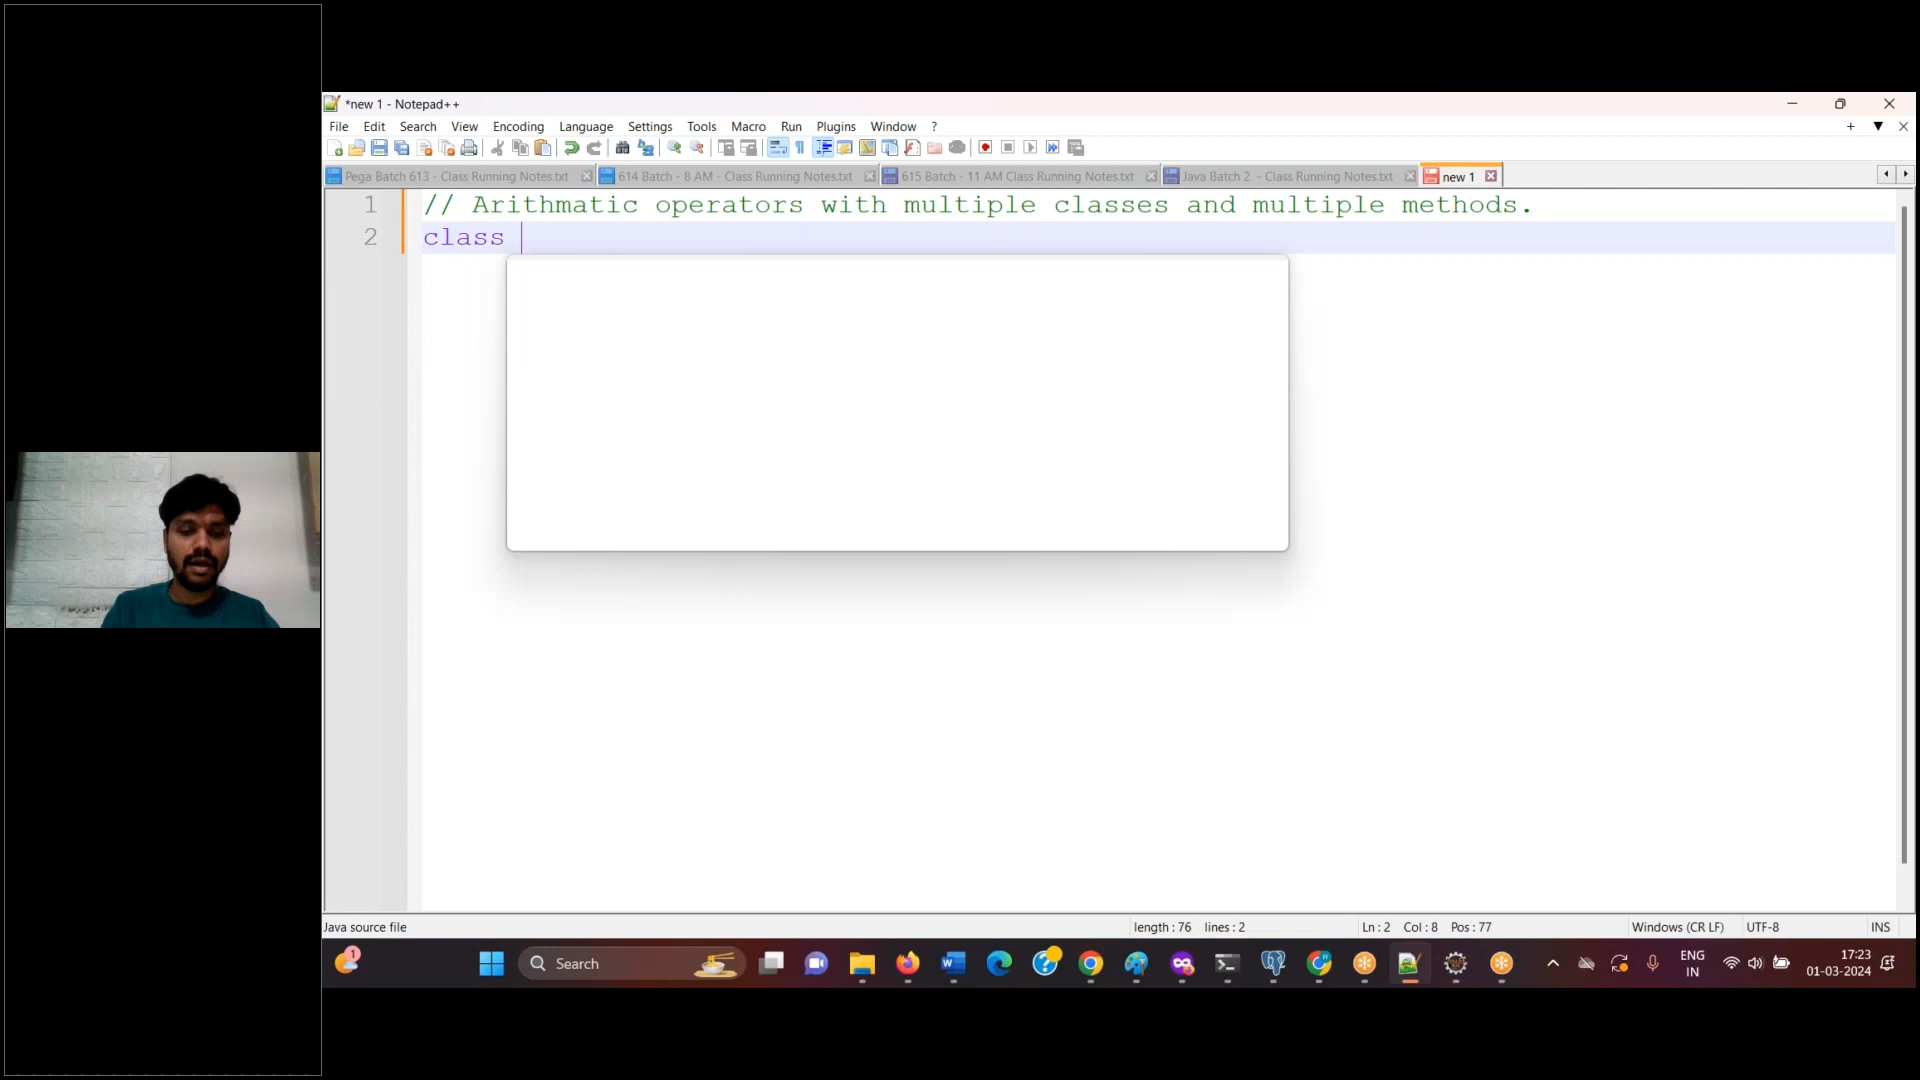 *new 1 - Notepad++
File Edit Search View Encoding Language Settings Tools Macro Run Plugins Window ?
Pega Batch 613 - Class Running Notes.txt 614 Batch - 8 AM - Class Running Notes.txt 615 Batch - 11 AM Class Running Notes.txt Java Batch 2 - Class Running Notes.txt new 1
1 // Arithmatic operators with multiple classes and multiple methods.
2 class
Java source file length : 76 lines : 2 Ln : 2 Col : 8 Pos : 77 Windows (CR LF) UTF-8 INS
1 Search ENG 17:23
IN 01-03-2024